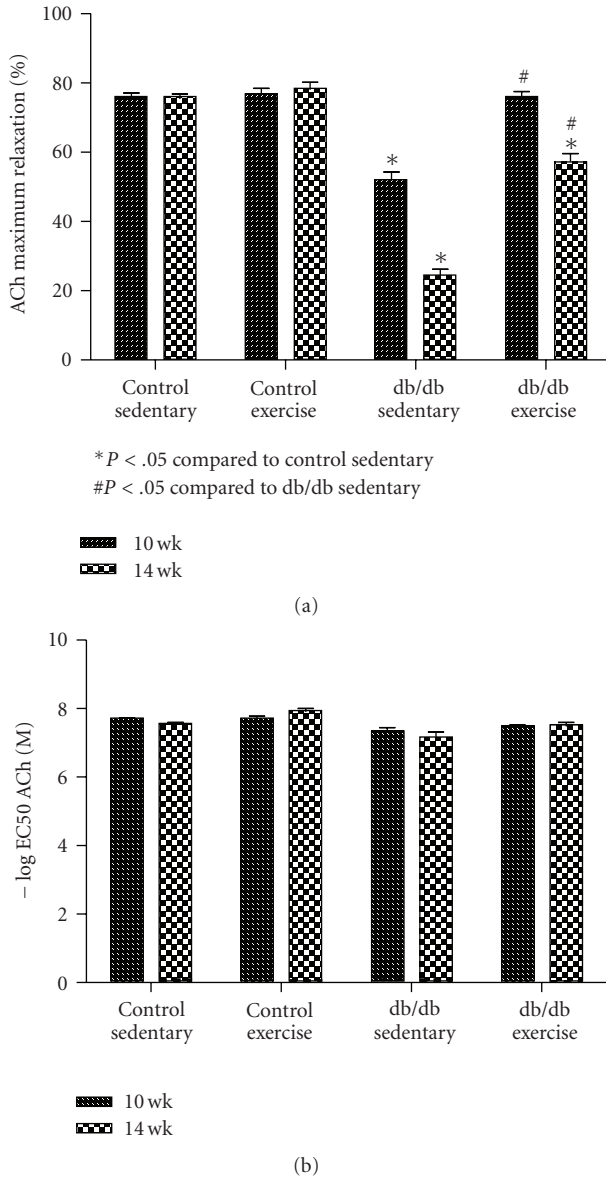 100
80
60
40
20
0
ACh maximum relaxation (%)
*
*
#
#
*
Control sedentary
Control exercise
db/db sedentary
db/db exercise
*P < .05 compared to control sedentary
#P < .05 compared to db/db sedentary
10 wk
14 wk
(a)
10
8
6
4
2
0
− log EC50 ACh (M)
Control sedentary
Control exercise
db/db sedentary
db/db exercise
10 wk
14 wk
(b)